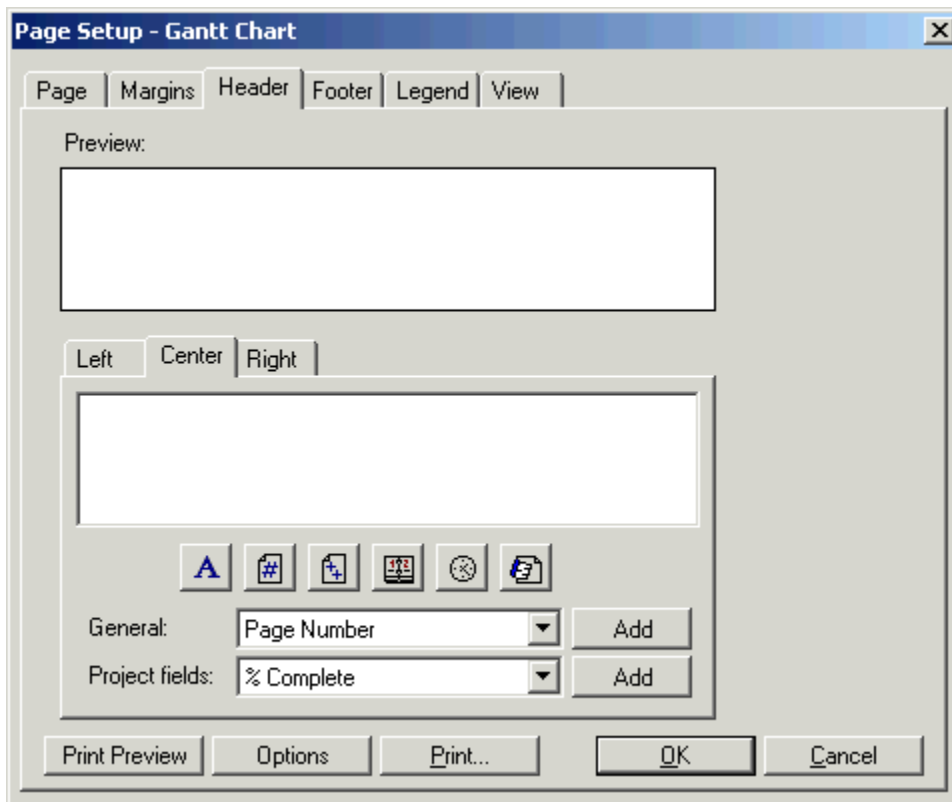 Page Setup - Gantt Chart
Page Margins Header Footer Legend View
Preview:
Left Center Right
A #
General: Page Number Add
Project fields: % Complete Add
Print Preview Options Print... OK Cancel